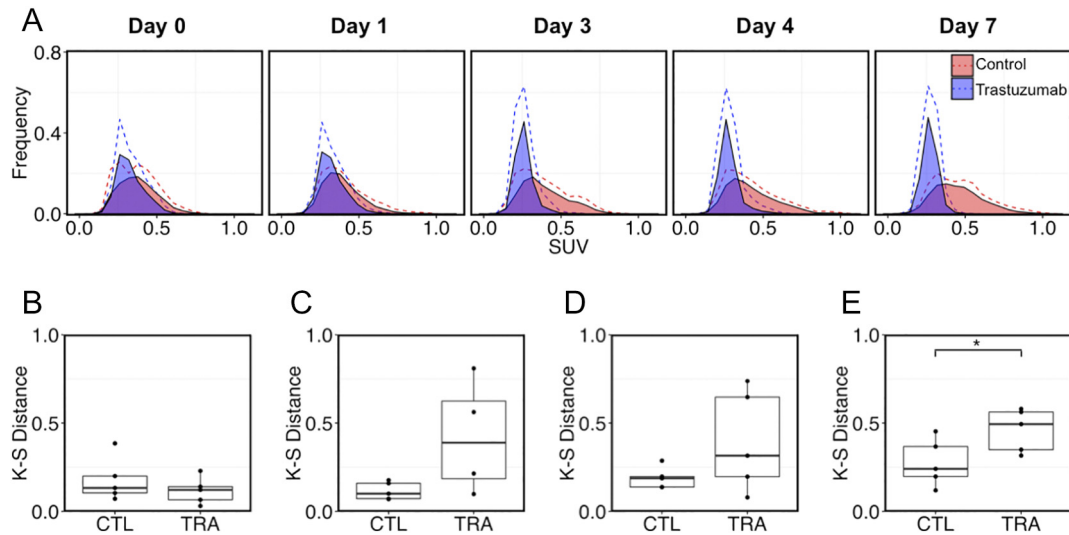 A
Day 0 Day 1 Day 3 Day 4 Day 7
Control
Trastuzumab
Frequency
0.8
0.4
0.0
0.0 0.5 1.0 0.0 0.5 1.0 0.0 0.5 1.0 0.0 0.5 1.0 0.0 0.5 1.0
SUV
B
K-S Distance
1.0
0.5
0.0
CTL TRA
C
K-S Distance
1.0
0.5
0.0
CTL TRA
D
K-S Distance
1.0
0.5
0.0
CTL TRA
E
K-S Distance
1.0
0.5
0.0
*
CTL TRA